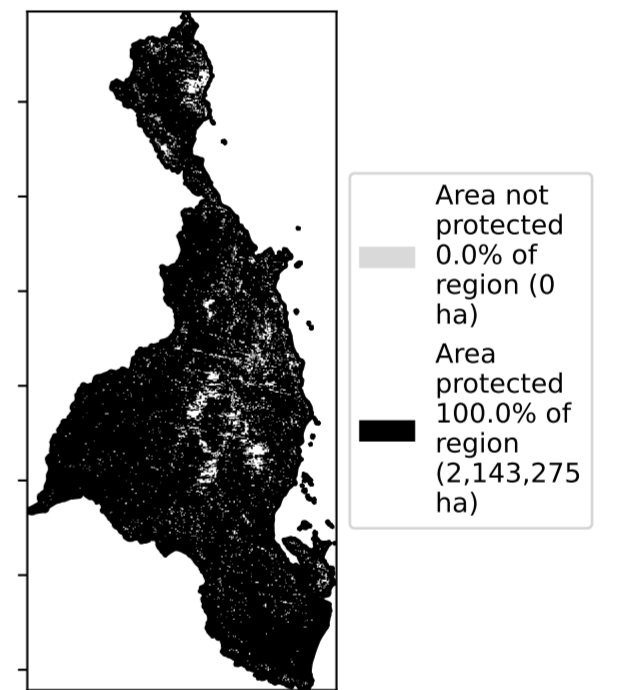 Area not
protected
0.0% of
region (0
ha)
Area
protected
100.0% of
region
(2,143,275
ha)